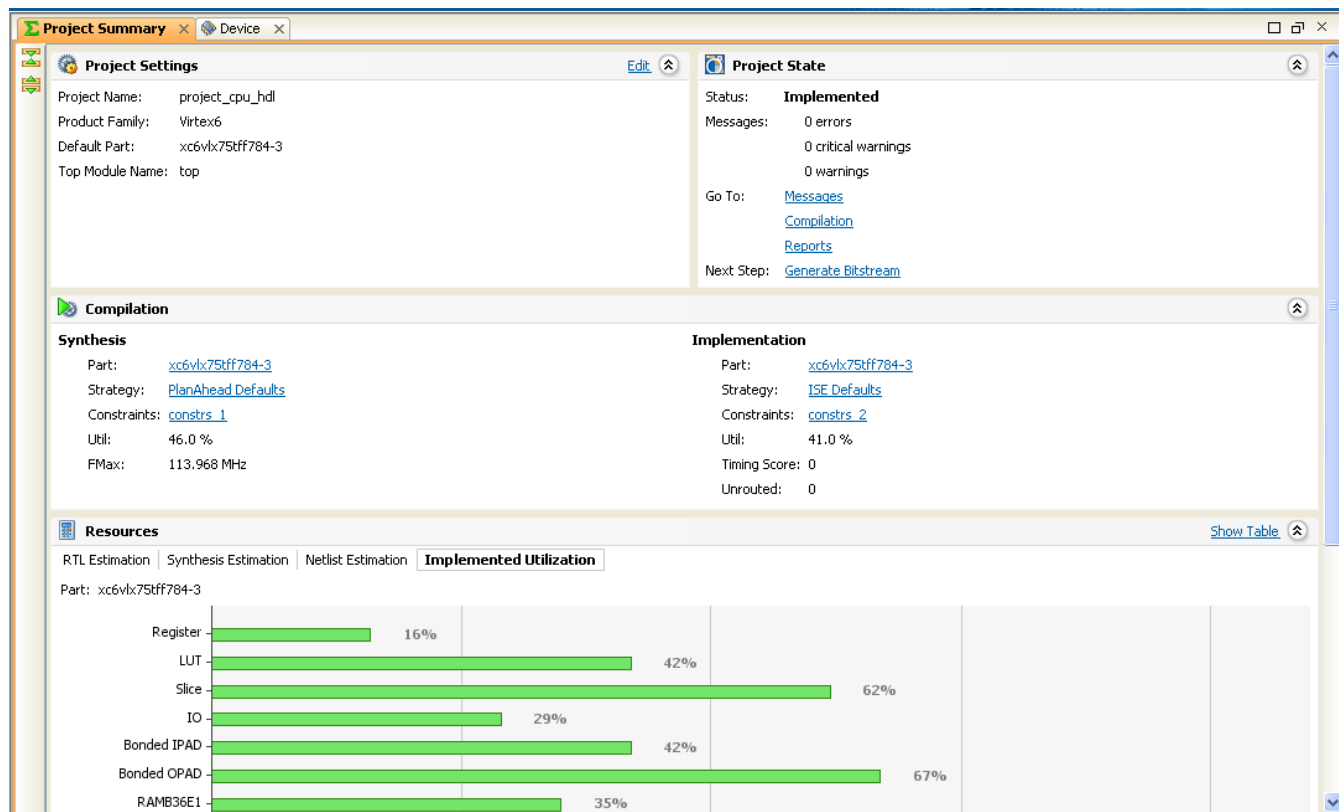 Project Summary
Device
Project Settings
Edit
Project Name: project_cpu_hdl
Product Family: Virtex6
Default Part: xc6vlx75tff784-3
Top Module Name: top
Project State
Status: Implemented
Messages: 0 errors
0 critical warnings
0 warnings
Go To: Messages
Compilation
Reports
Next Step: Generate Bitstream
Compilation
Synthesis
Part: xc6vlx75tff784-3
Strategy: PlanAhead Defaults
Constraints: constrs_1
Util: 46.0 %
FMax: 113.968 MHz
Implementation
Part: xc6vlx75tff784-3
Strategy: ISE Defaults
Constraints: constrs_2
Util: 41.0 %
Timing Score: 0
Unrouted: 0
Resources
Show Table
RTL Estimation Synthesis Estimation Netlist Estimation Implemented Utilization
Part: xc6vlx75tff784-3
Register 16%
LUT 42%
Slice 62%
IO 29%
Bonded IPAD 42%
Bonded OPAD 67%
RAMB36E1 35%